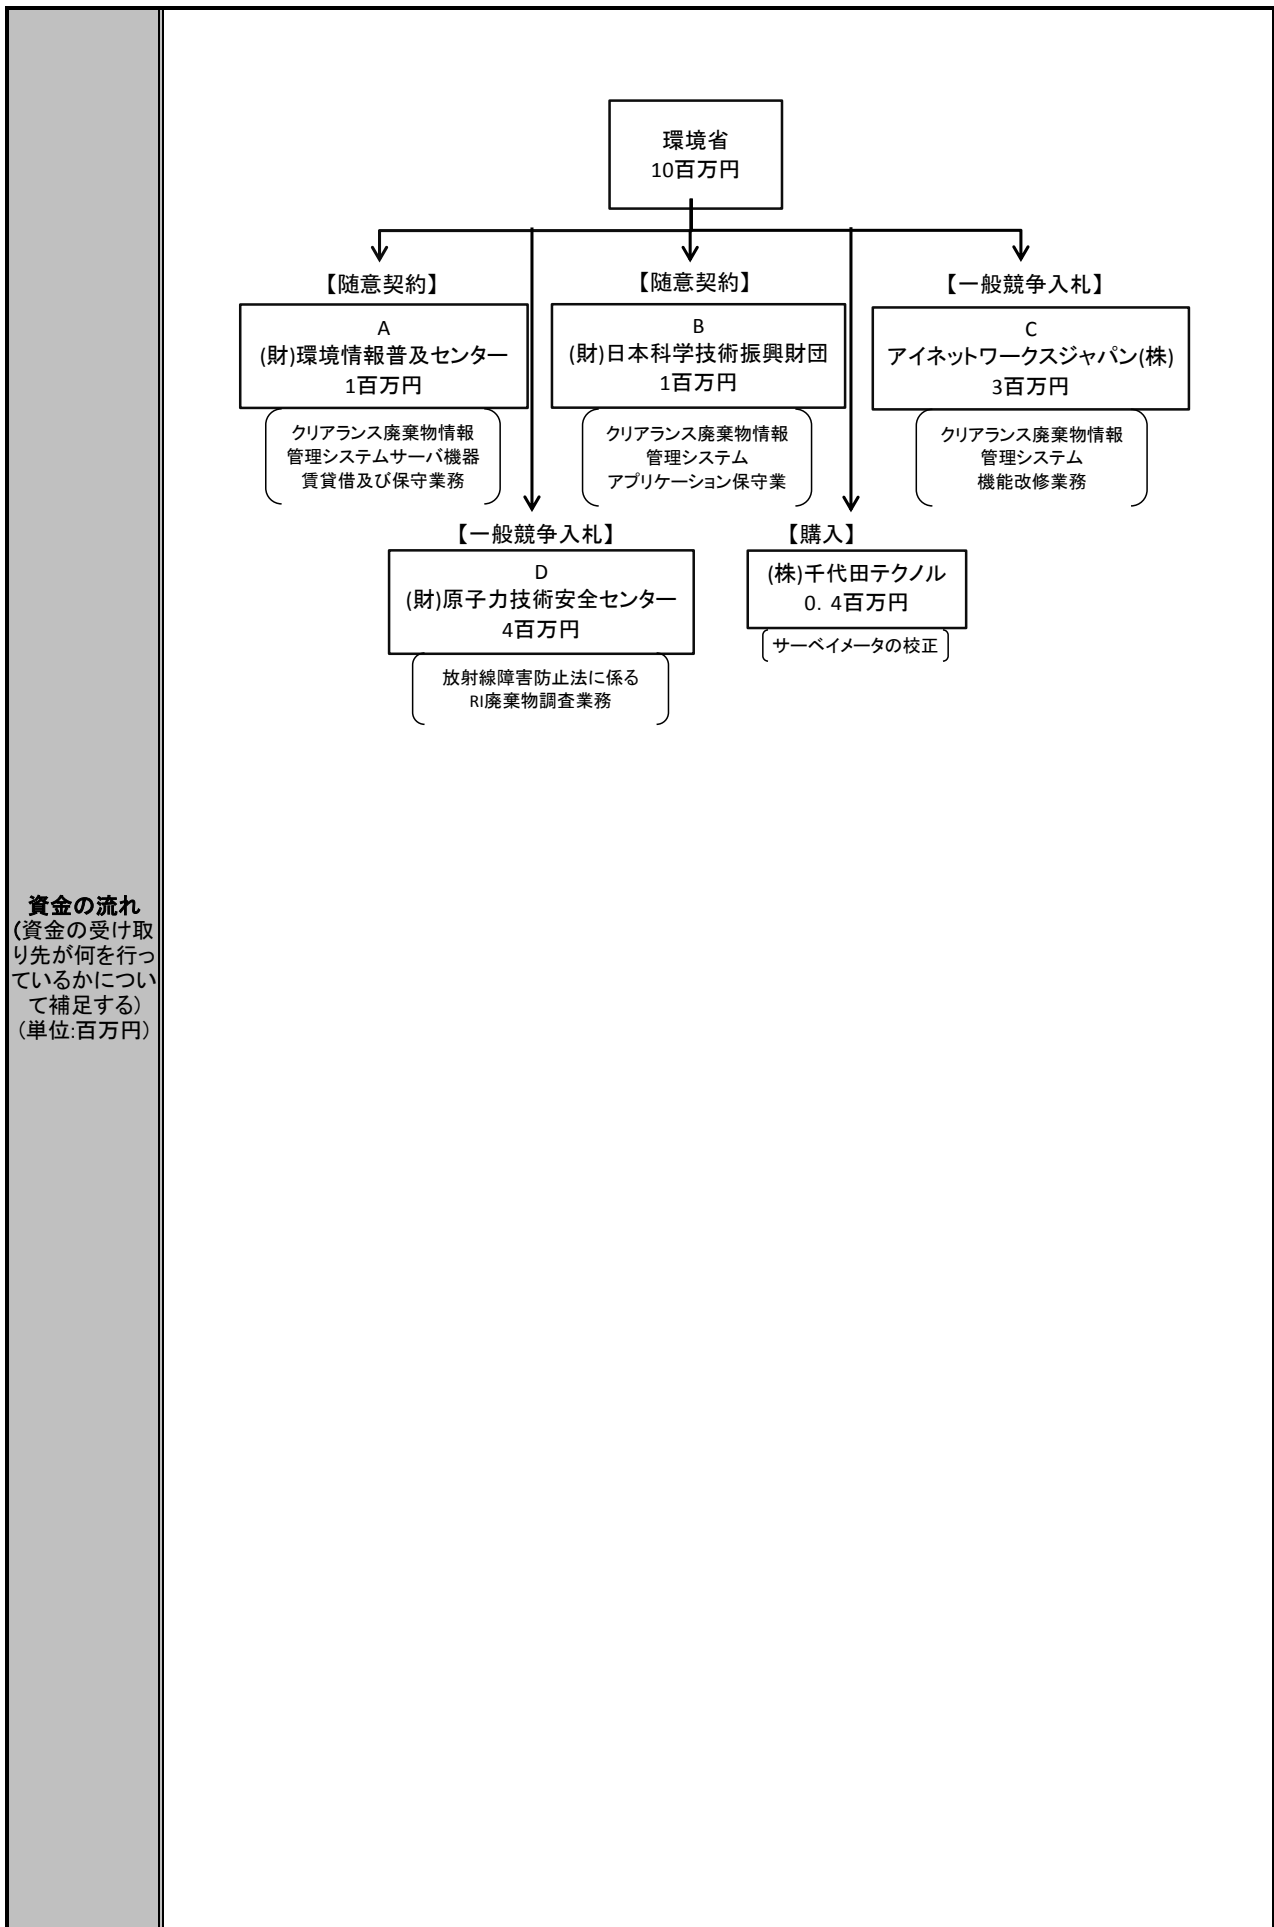 資金の流れ
(資金の受け取
り先が何を行っ
ているかについ
て補足する)
(単位:百万円)
環境省
10百万円
【随意契約】
A
(財)環境情報普及センター
1百万円
クリアランス廃棄物情報
管理システムサーバ機器
賃貸借及び保守業務
【随意契約】
B
(財)日本科学技術振興財団
1百万円
クリアランス廃棄物情報
管理システム
アプリケーション保守業
【一般競争入札】
C
アイネットワークスジャパン(株)
3百万円
クリアランス廃棄物情報
管理システム
機能改修業務
【一般競争入札】
D
(財)原子力技術安全センター
4百万円
放射線障害防止法に係る
RI廃棄物調査業務
【購入】
(株)千代田テクノル
0．4百万円
サーベイメータの校正